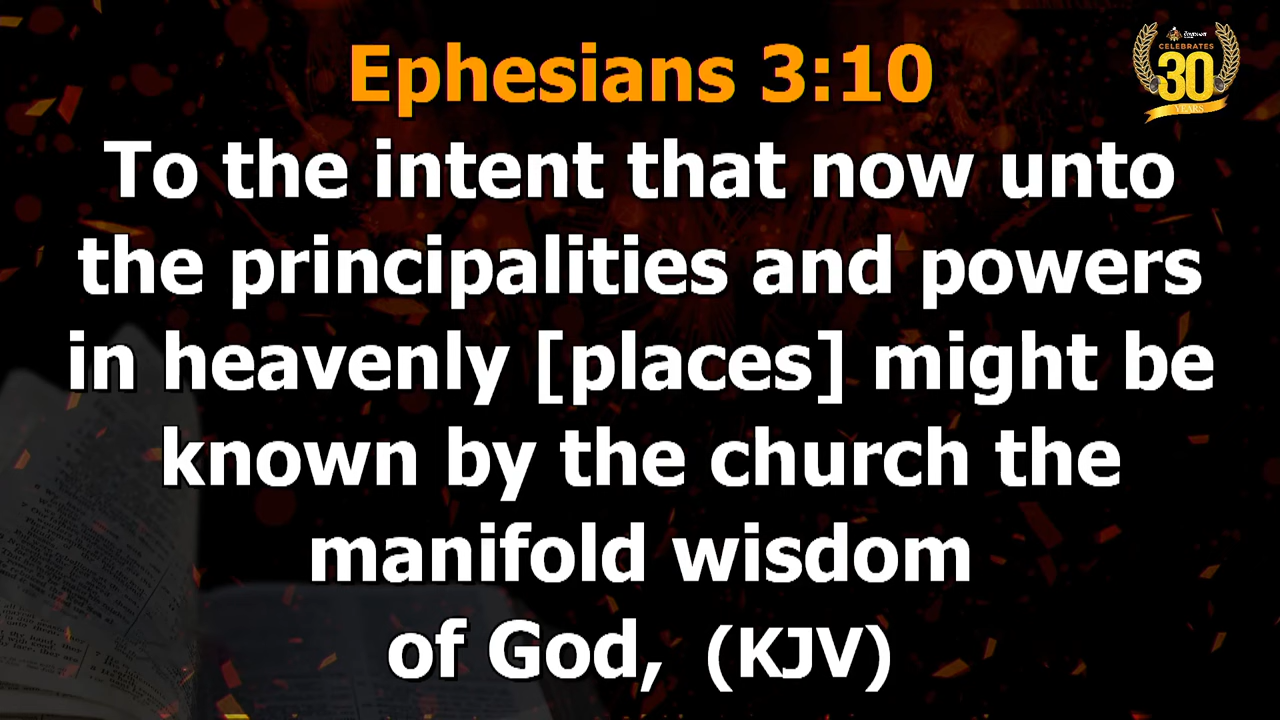 Ephesians 3:10
CELEBRATES
30
YEARS
To the intent that now unto
the principalities and powers
in heavenly [places] might be
known by the church the
manifold wisdom
of God, (KJV)